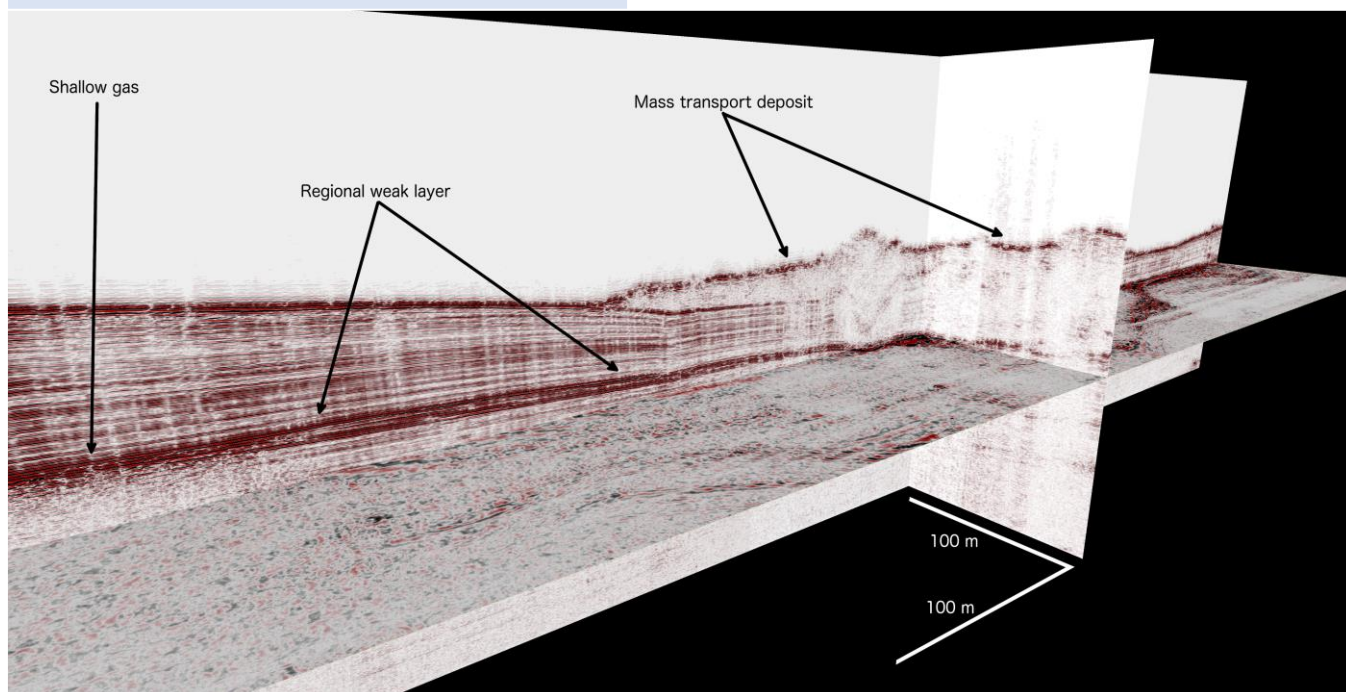 Shallow gas
Mass transport deposit
Regional weak layer
100 m
100 m